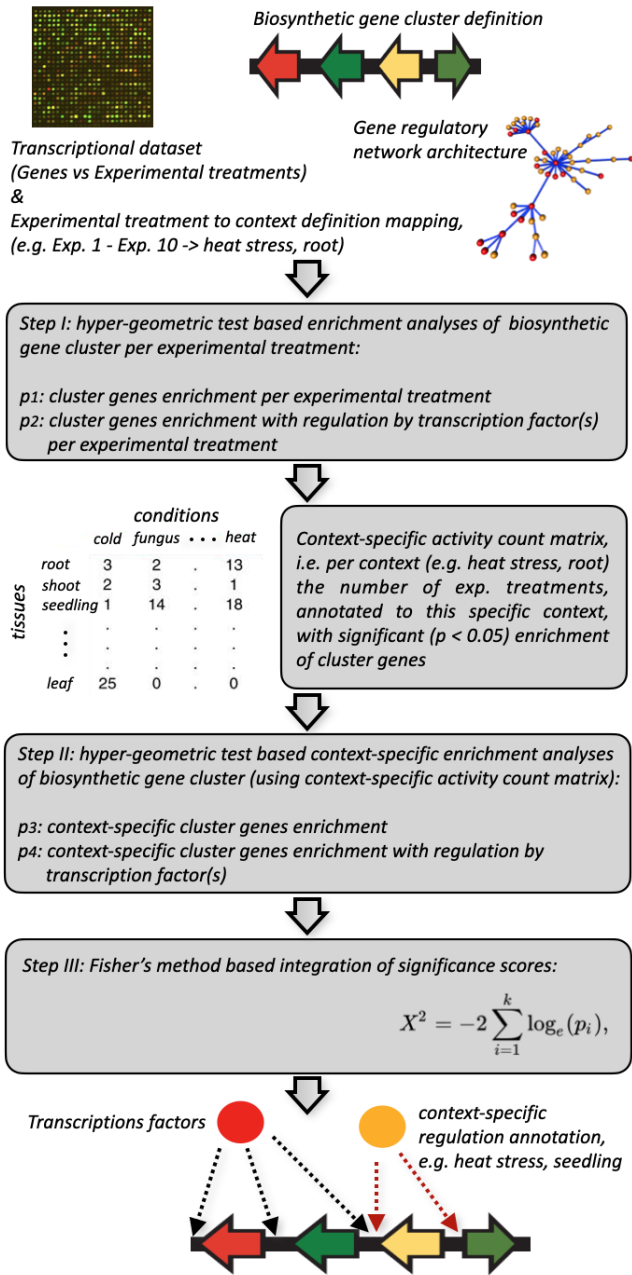 Biosynthetic gene cluster definition
Gene regulatory
network architecture
Transcriptional dataset
(Genes vs Experimental treatments)
&
Experimental treatment to context definition mapping,
(e.g. Exp. 1 - Exp. 10 -> heat stress, root)
Step I: hyper-geometric test based enrichment analyses of biosynthetic
gene cluster per experimental treatment:
p1: cluster genes enrichment per experimental treatment
p2: cluster genes enrichment with regulation by transcription factor(s)
per experimental treatment
conditions
cold fungus • • • heat
tissues
root 3 2 . 13
shoot 2 3 . 1
seedling 1 14 . 18
• . . . .
• . . . .
• . . . .
leaf 25 0 . 0
Context-specific activity count matrix,
i.e. per context (e.g. heat stress, root)
the number of exp. treatments,
annotated to this specific context,
with significant (p < 0.05) enrichment
of cluster genes
Step II: hyper-geometric test based context-specific enrichment analyses
of biosynthetic gene cluster (using context-specific activity count matrix):
p3: context-specific cluster genes enrichment
p4: context-specific cluster genes enrichment with regulation by
transcription factor(s)
Step III: Fisher's method based integration of significance scores:
X² = −2 ∑ᵢ₌₁ᵏ logₑ(pᵢ),
Transcriptions factors
context-specific
regulation annotation,
e.g. heat stress, seedling